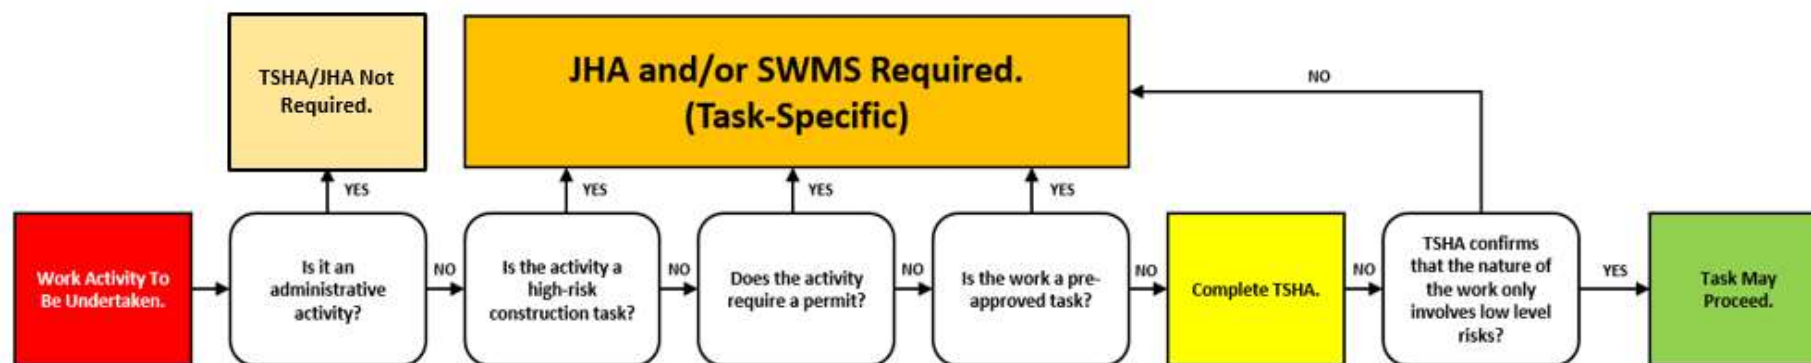 TSHA/JHA Not
Required.
JHA and/or SWMS Required.
(Task-Specific)
NO
YES
YES
YES
YES
Work Activity To
Be Undertaken.
Is it an
administrative
activity?
NO
Is the activity a
high-risk
construction task?
NO
Does the activity
require a permit?
NO
Is the work a pre-
approved task?
NO
Complete TSHA.
NO
TSHA confirms
that the nature of
the work only
involves low level
risks?
YES
Task May
Proceed.